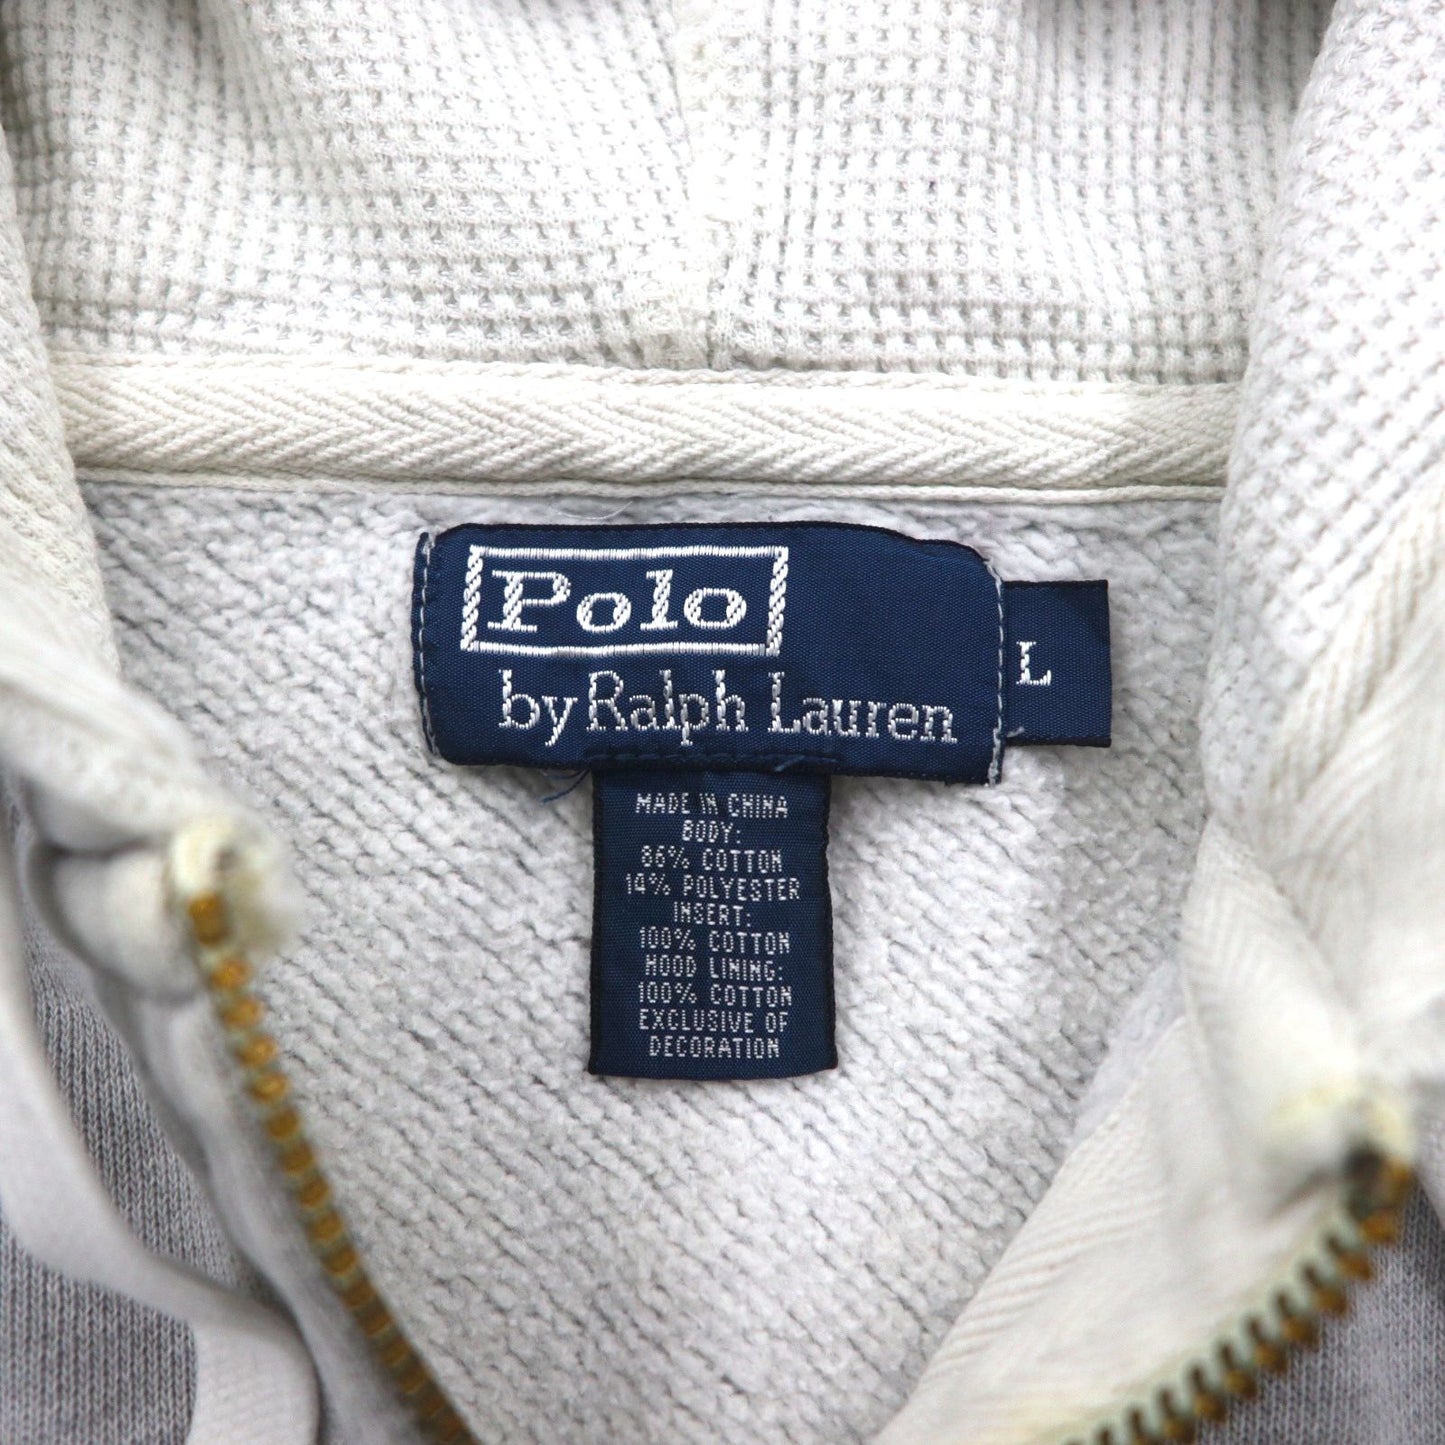 Polo
by Ralph Lauren
L
MADE IN CHINA
BODY:
86% COTTON
14% POLYESTER
INSERT:
100% COTTON
HOOD LINING:
100% COTTON
EXCLUSIVE OF
DECORATION